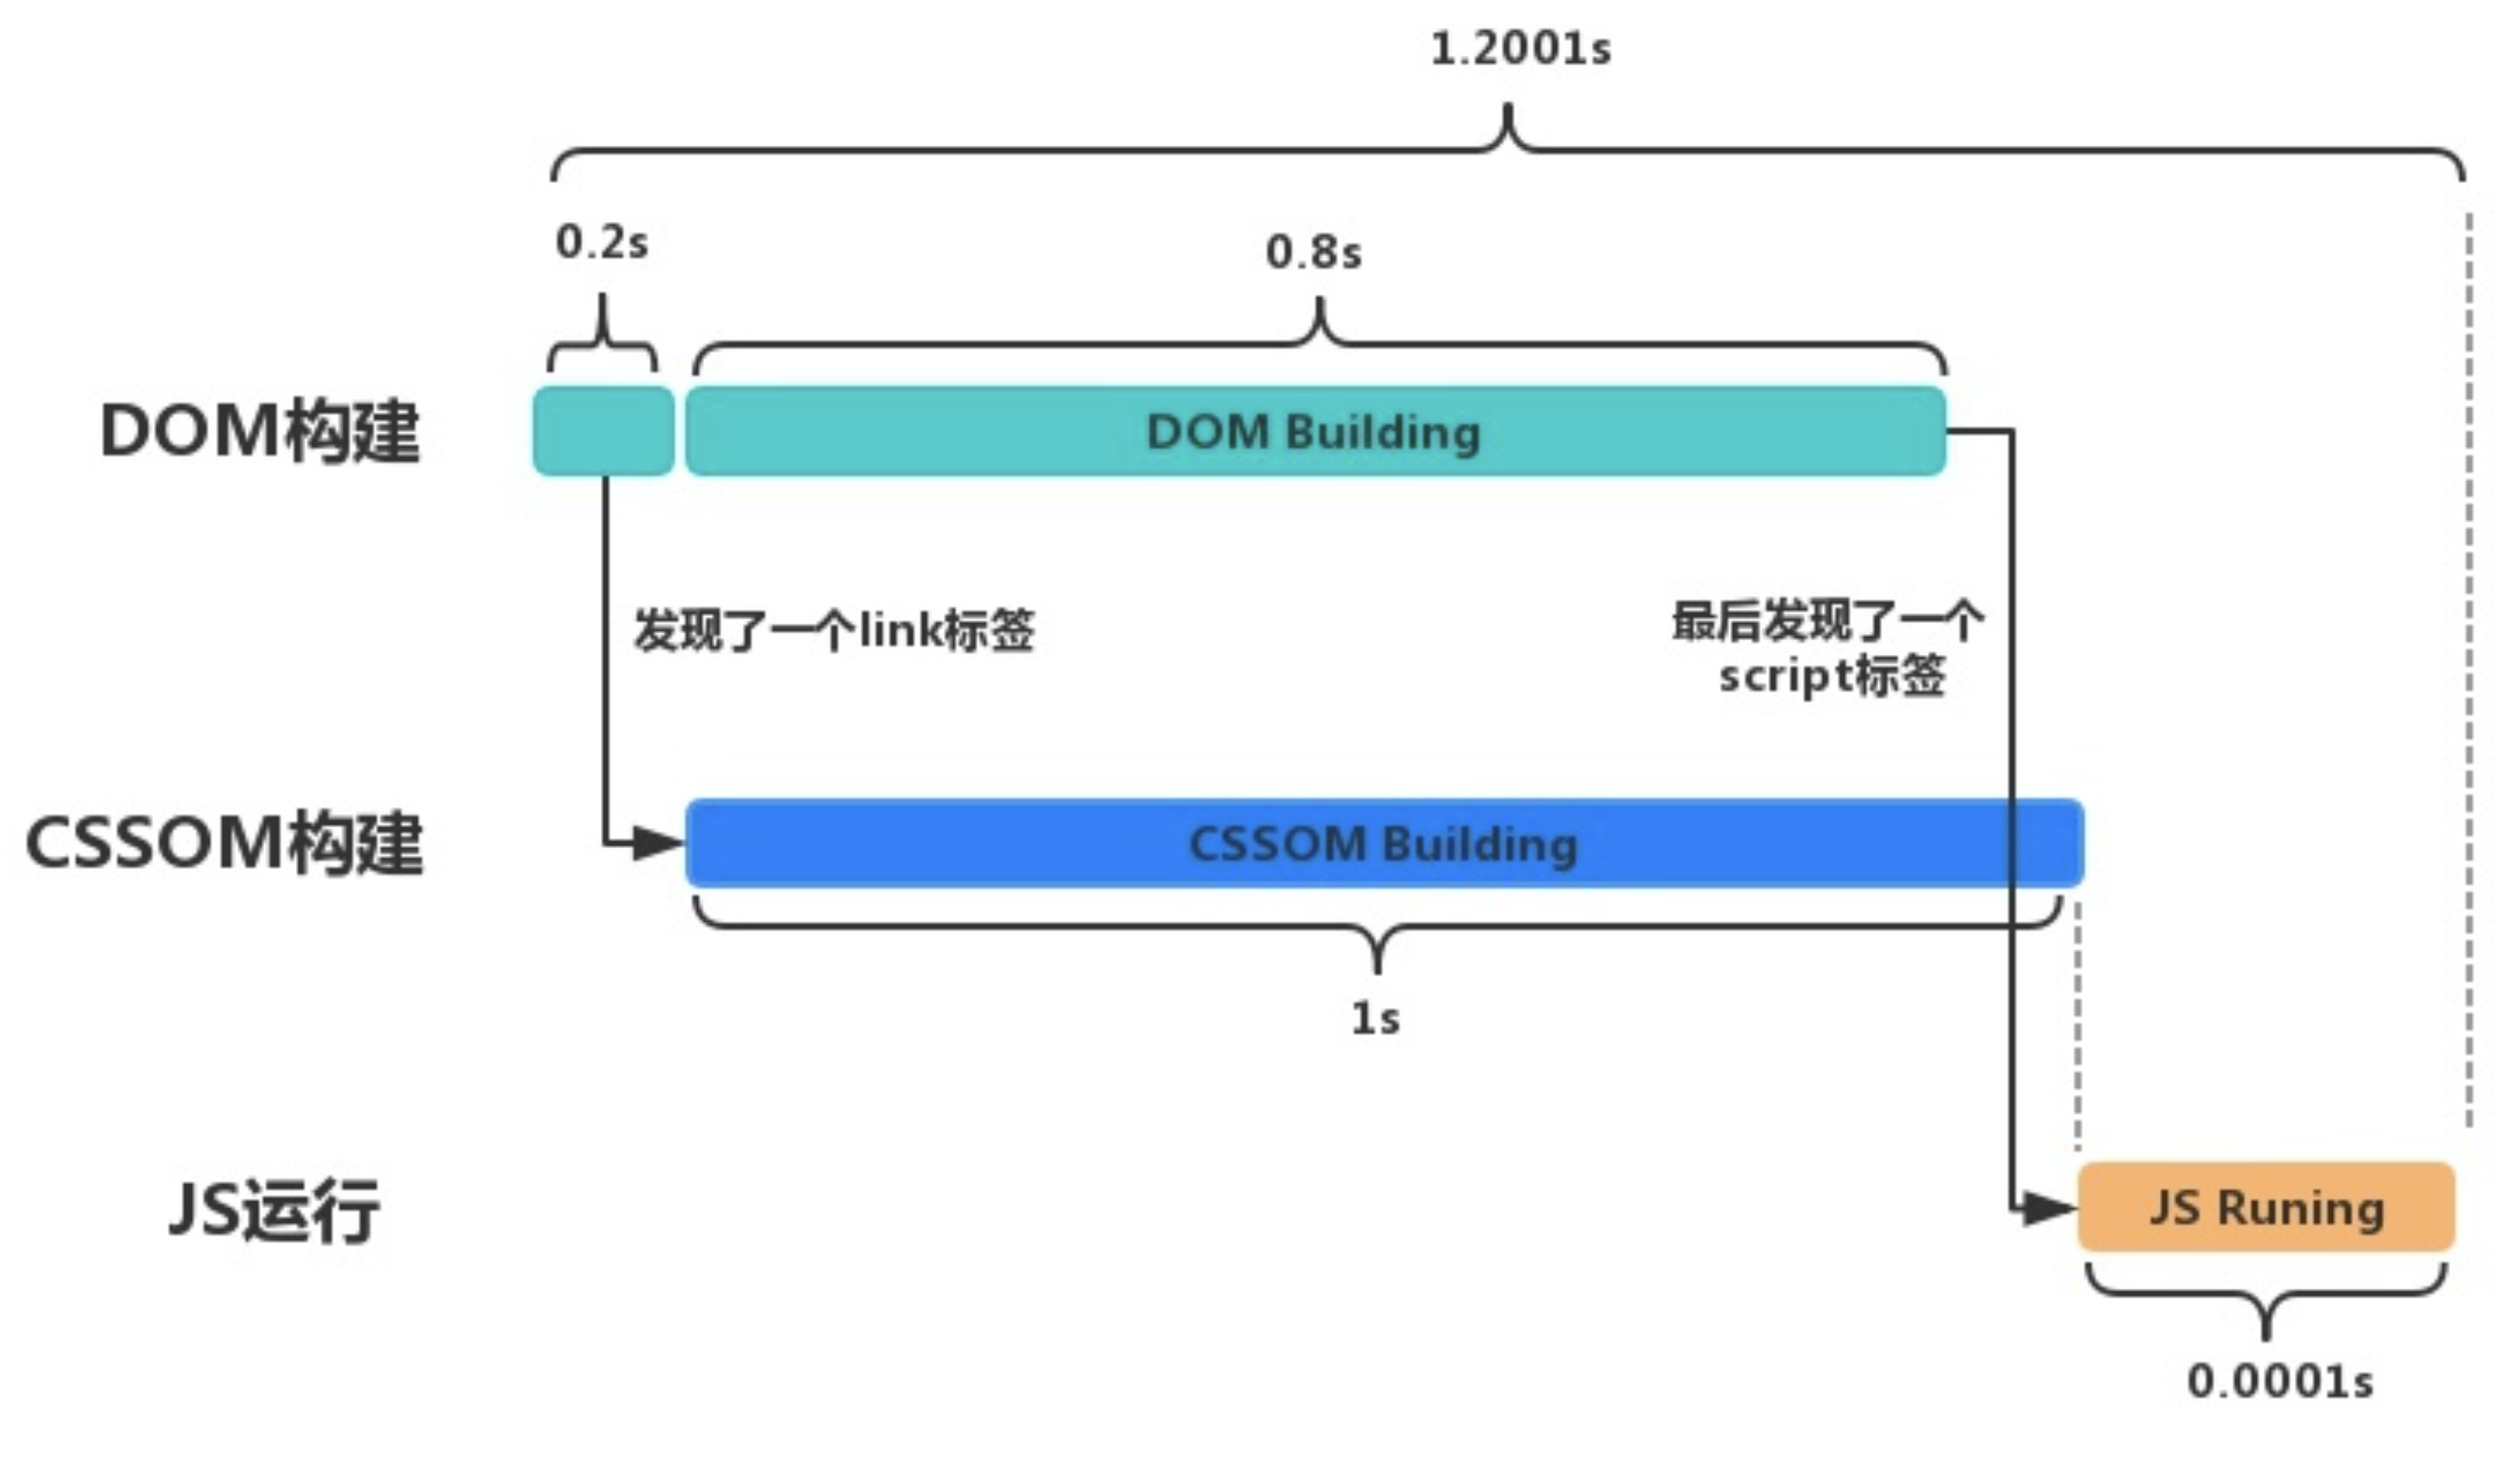 1.2001s
0.2s
0.8s
DOM构建
DOM Building
发现了一个link标签
最后发现了一个
script标签
CSSOM构建
CSSOM Building
1s
JS运行
JS Runing
0.0001s